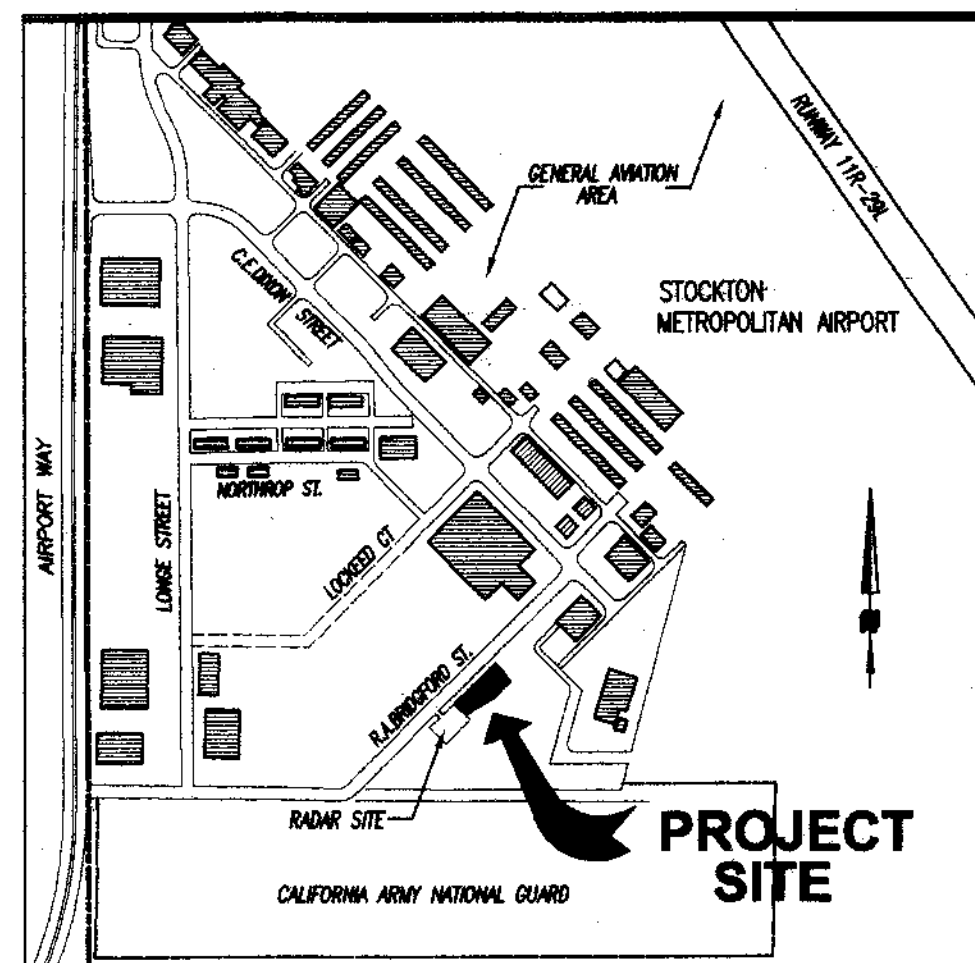 RUNWAY 11R-29L
GENERAL AVIATION
AREA
C.E.DIXON
STREET
STOCKTON
METROPOLITAN AIRPORT
AIRPORT WAY
LONGE STREET
NORTHROP ST.
LOCKEED CT
R.A.BRIDGFORD ST.
RADAR SITE
PROJECT
SITE
CALIFORNIA ARMY NATIONAL GUARD